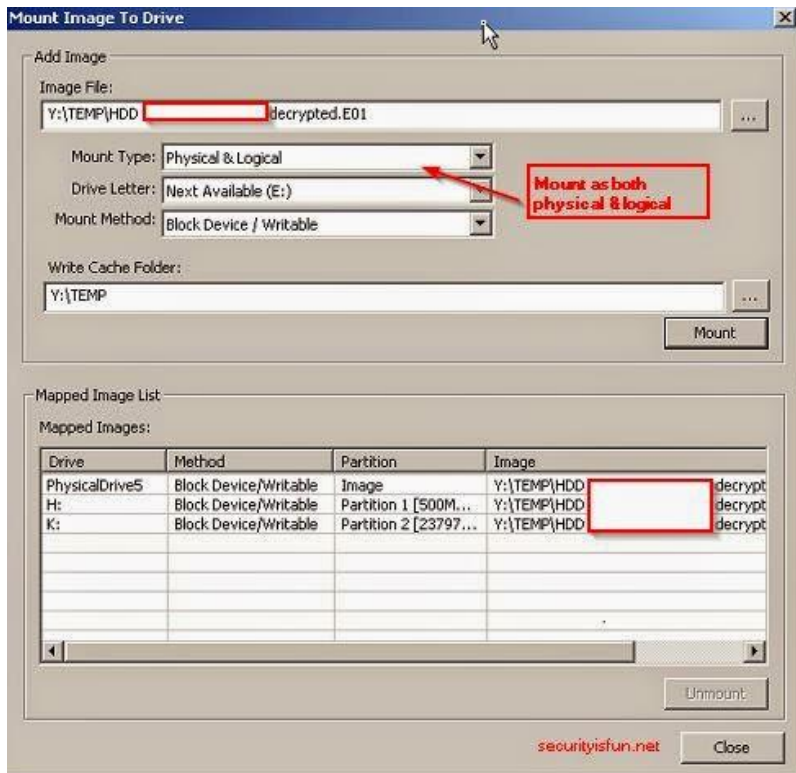 Mount Image To Drive
Add Image
Image File:
Y:\TEMP\HDD decrypted.E01
...
Mount Type: Physical & Logical
Drive Letter: Next Available (E:)
Mount Method: Block Device / Writable
Mount as both
physical & logical
Write Cache Folder:
Y:\TEMP
...
Mount
Mapped Image List
Mapped Images:
Drive Method Partition Image
PhysicalDrive5 Block Device/Writable Image Y:\TEMP\HDD decrypt
H: Block Device/Writable Partition 1 [500M... Y:\TEMP\HDD decrypt
K: Block Device/Writable Partition 2 [23797... Y:\TEMP\HDD decrypt
Unmount
securityisfun.net
Close